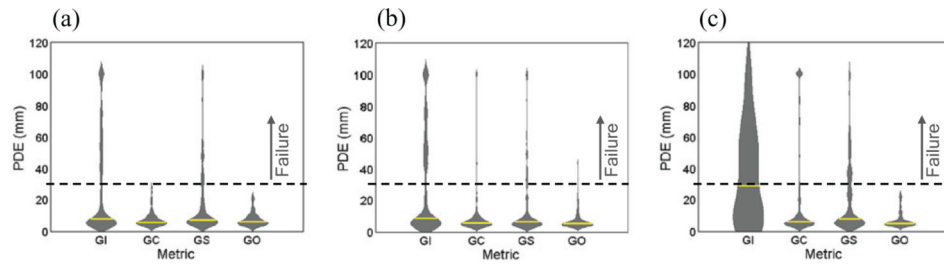 (a)
120
100
80
60
40
20
0
PDE (mm)
Failure
GI GC GS GO
Metric
(b)
120
100
80
60
40
20
0
PDE (mm)
Failure
GI GC GS GO
Metric
(c)
120
100
80
60
40
20
0
PDE (mm)
Failure
GI GC GS GO
Metric